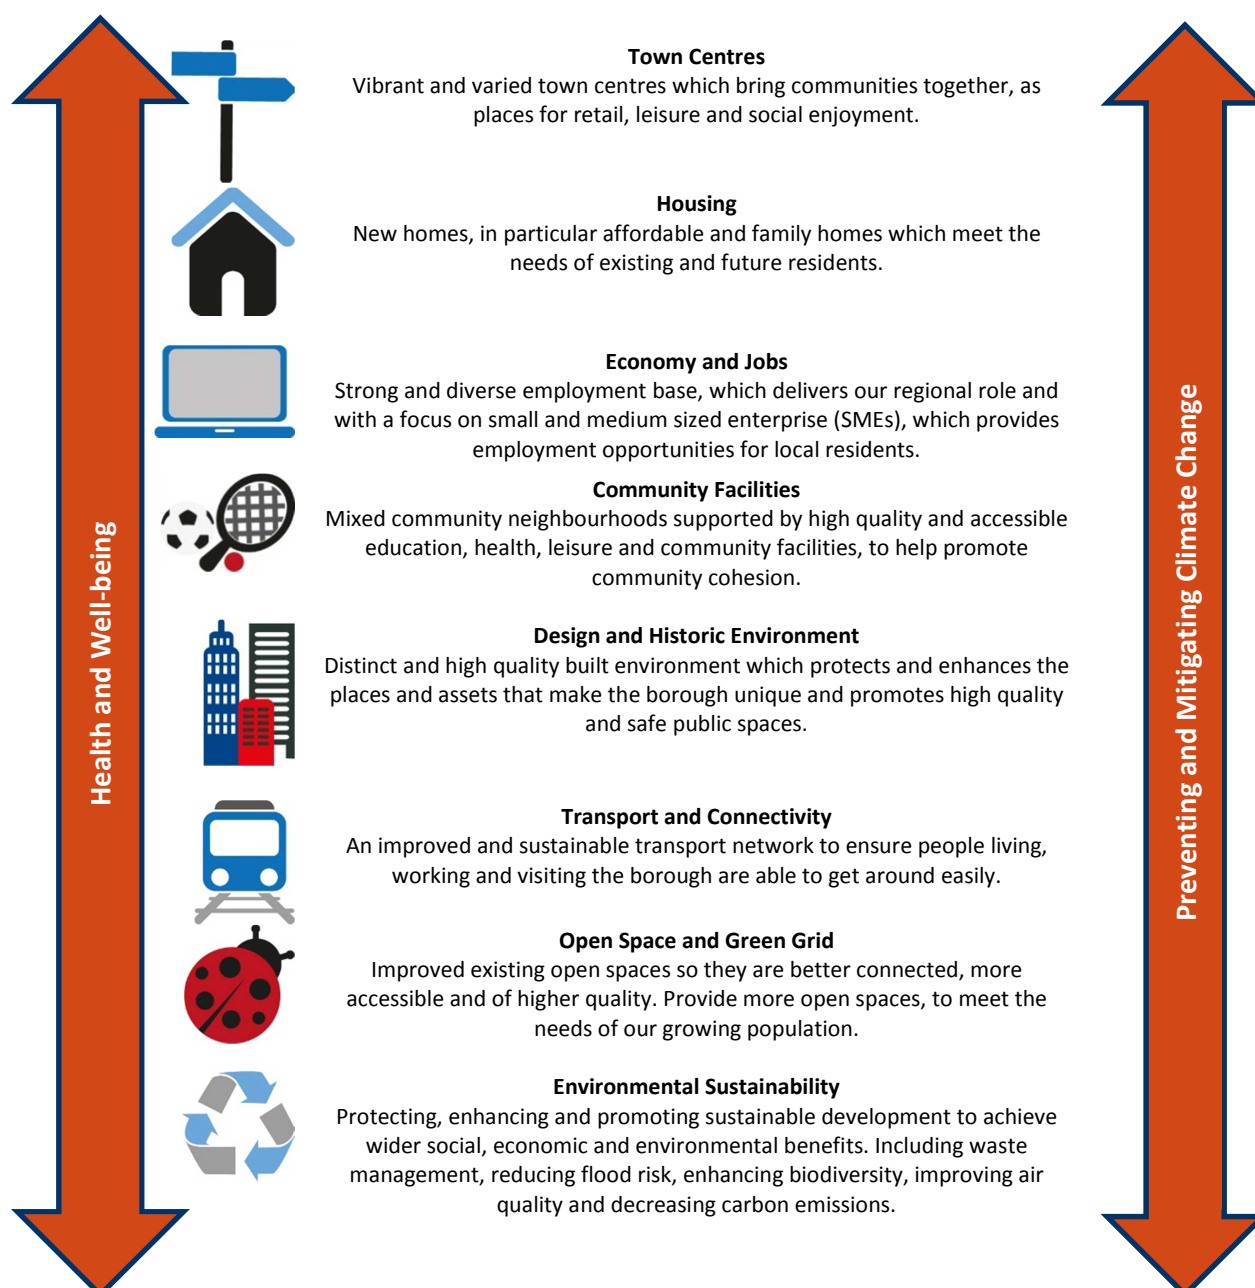 Town Centres
Vibrant and varied town centres which bring communities together, as
places for retail, leisure and social enjoyment.
Housing
New homes, in particular affordable and family homes which meet the
needs of existing and future residents.
Economy and Jobs
Strong and diverse employment base, which delivers our regional role and
with a focus on small and medium sized enterprise (SMEs), which provides
employment opportunities for local residents.
Community Facilities
Mixed community neighbourhoods supported by high quality and accessible
education, health, leisure and community facilities, to help promote
community cohesion.
Design and Historic Environment
Distinct and high quality built environment which protects and enhances the
places and assets that make the borough unique and promotes high quality
and safe public spaces.
Transport and Connectivity
An improved and sustainable transport network to ensure people living,
working and visiting the borough are able to get around easily.
Open Space and Green Grid
Improved existing open spaces so they are better connected, more
accessible and of higher quality. Provide more open spaces, to meet the
needs of our growing population.
Environmental Sustainability
Protecting, enhancing and promoting sustainable development to achieve
wider social, economic and environmental benefits. Including waste
management, reducing flood risk, enhancing biodiversity, improving air
quality and decreasing carbon emissions.
Health and Well-being
Preventing and Mitigating Climate Change